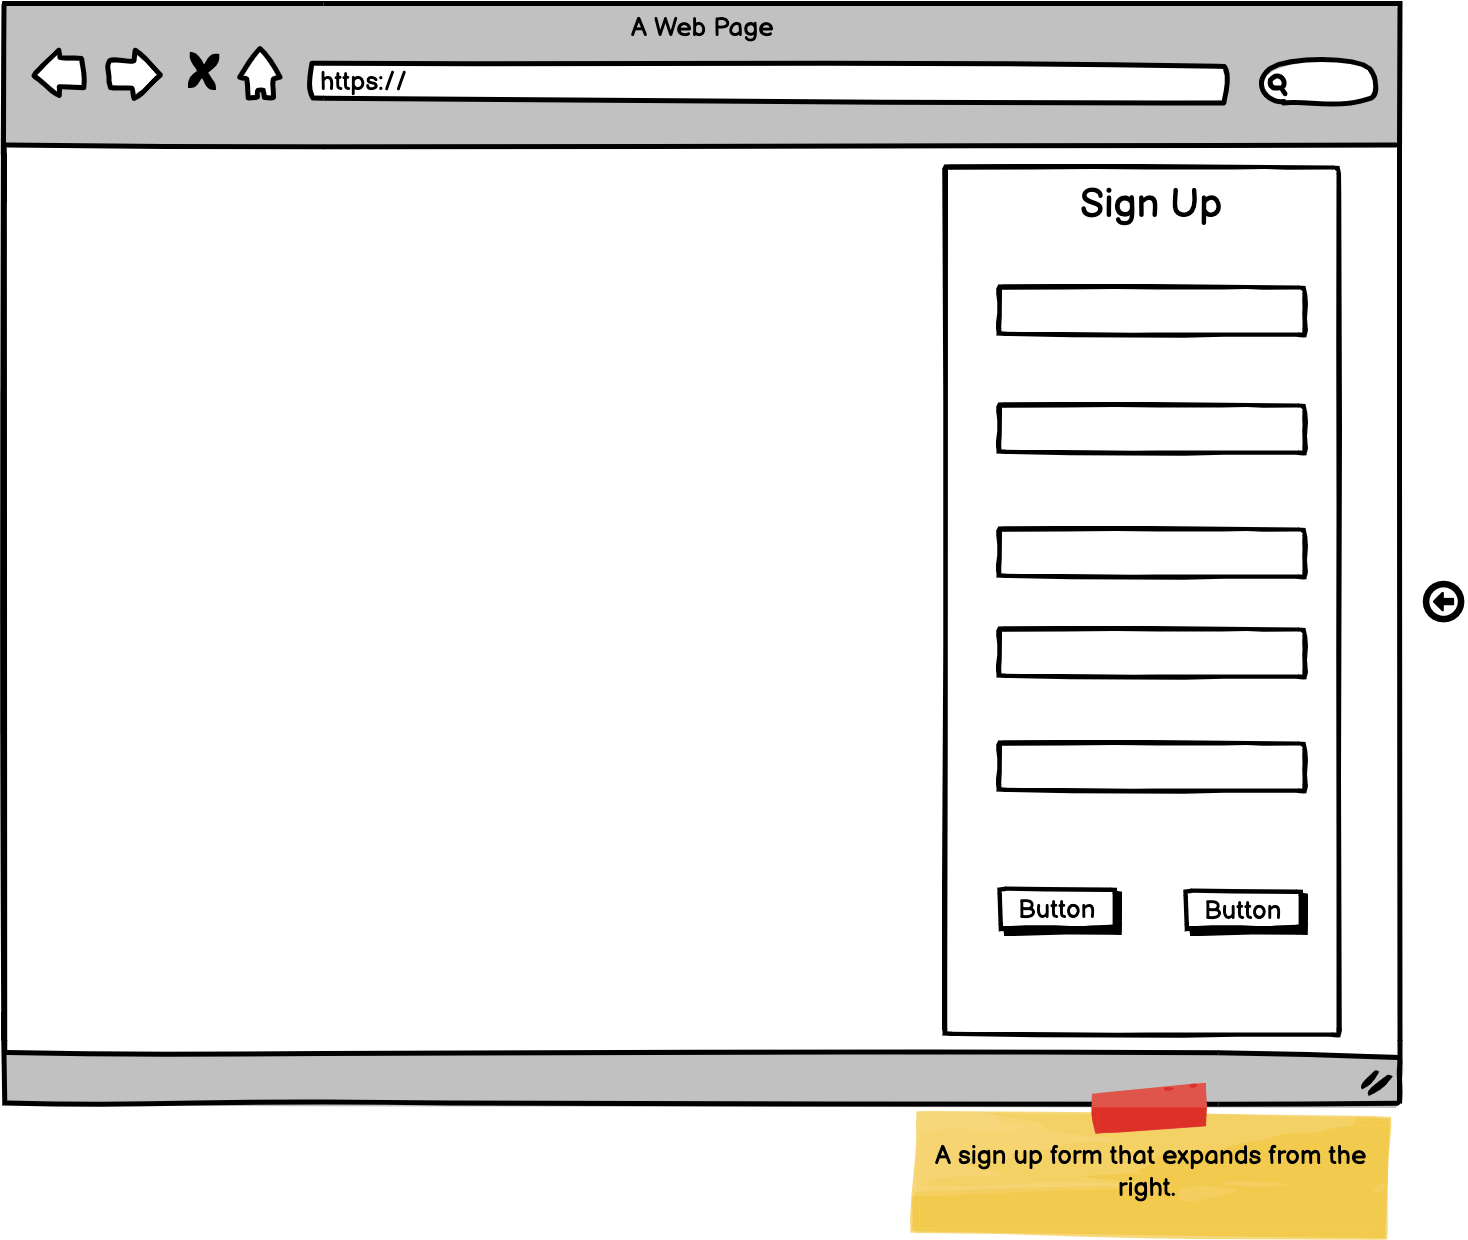 A Web Page
https://
Sign Up
Button
Button
A sign up form that expands from the
right.